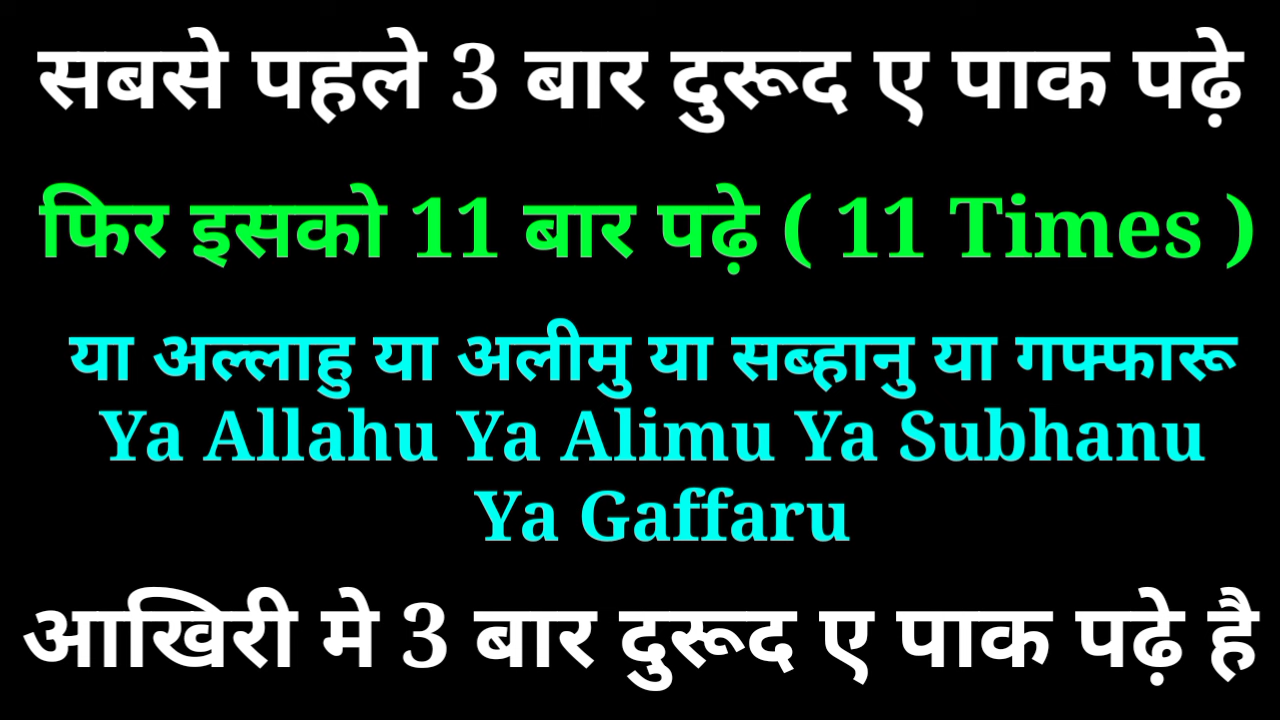 सबसे पहले 3 बार दुरूद ए पाक पढ़े
फिर इसको 11 बार पढ़े ( 11 Times )
या अल्लाहु या अलीमु या सब्हानु या गफ्फारू
Ya Allahu Ya Alimu Ya Subhanu
Ya Gaffaru
आखिरी मे 3 बार दुरूद ए पाक पढ़े है